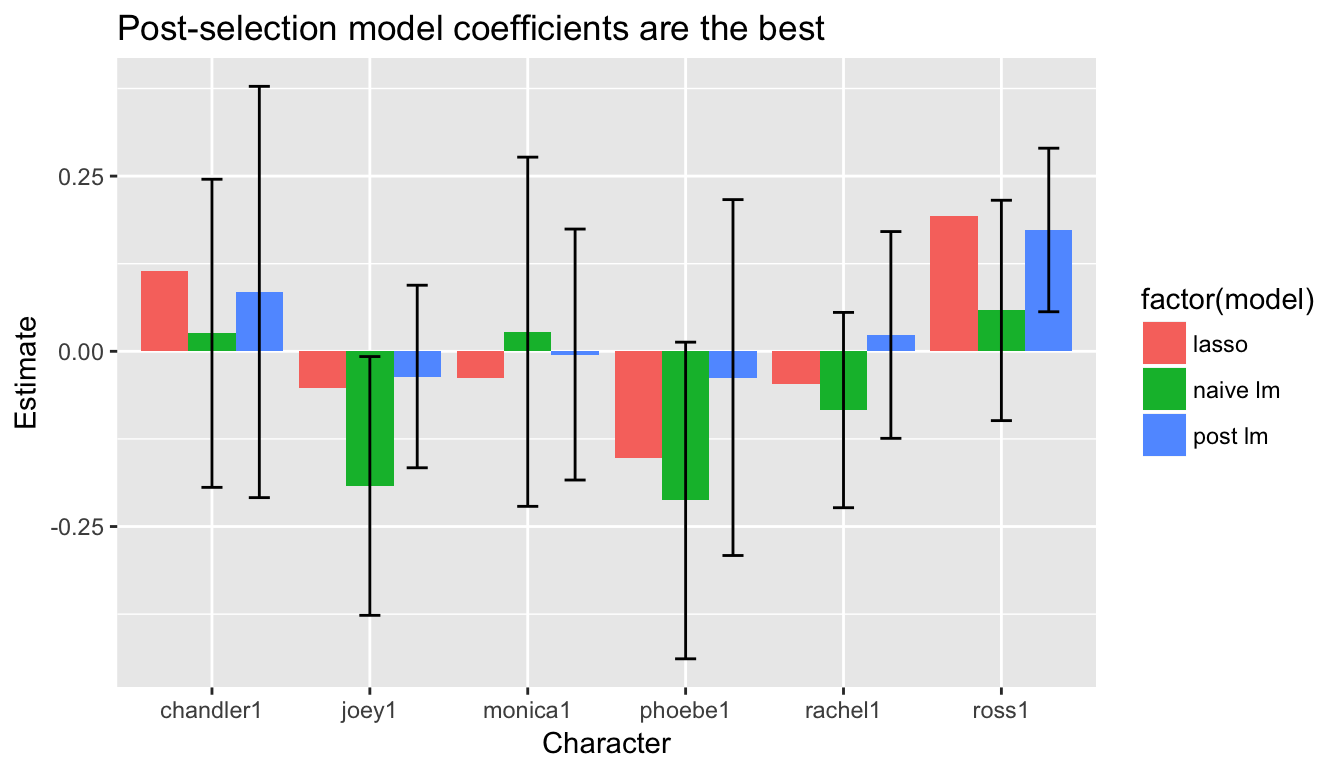 Post-selection model coefficients are the best
0.25
0.00
-0.25
Estimate
chandler1 joey1 monica1 phoebe1 rachel1 ross1
Character
factor(model)
lasso
naive lm
post lm